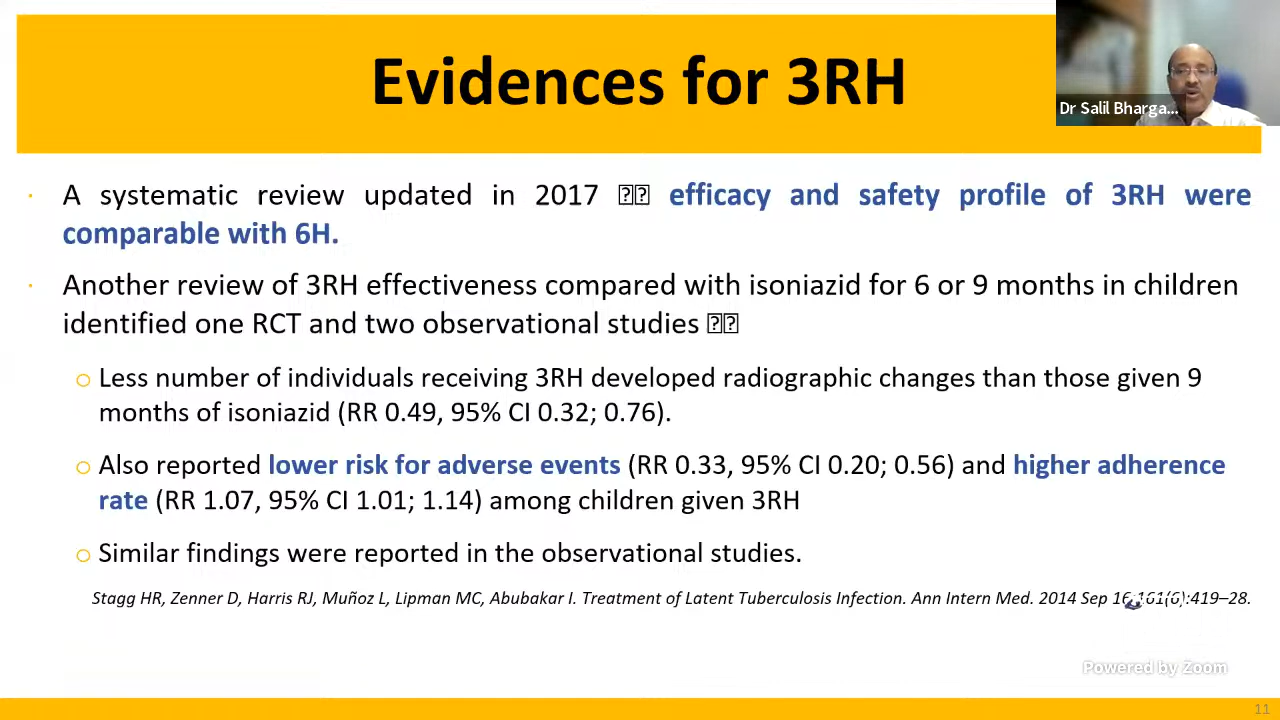 Evidences for 3RH
Dr Salil Bharga...
· A systematic review updated in 2017 efficacy and safety profile of 3RH were
comparable with 6H.
· Another review of 3RH effectiveness compared with isoniazid for 6 or 9 months in children
identified one RCT and two observational studies
o Less number of individuals receiving 3RH developed radiographic changes than those given 9
months of isoniazid (RR 0.49, 95% CI 0.32; 0.76).
o Also reported lower risk for adverse events (RR 0.33, 95% CI 0.20; 0.56) and higher adherence
rate (RR 1.07, 95% CI 1.01; 1.14) among children given 3RH
o Similar findings were reported in the observational studies.
Stagg HR, Zenner D, Harris RJ, Muñoz L, Lipman MC, Abubakar I. Treatment of Latent Tuberculosis Infection. Ann Intern Med. 2014 Sep 16;161(6):419–28.
Powered by Zoom
11